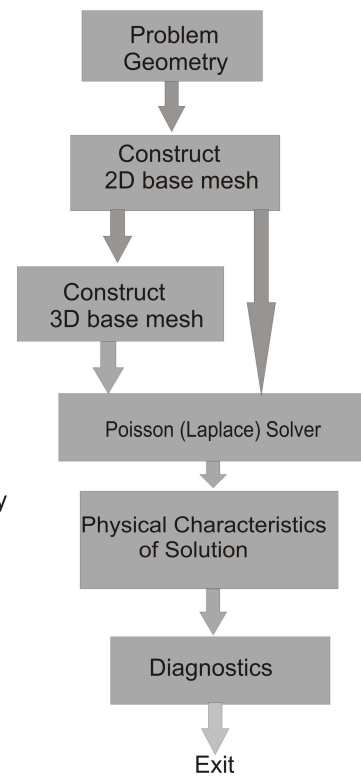 Problem
Geometry
Construct
2D base mesh
Construct
3D base mesh
Poisson (Laplace) Solver
y
Physical Characteristics
of Solution
Diagnostics
Exit